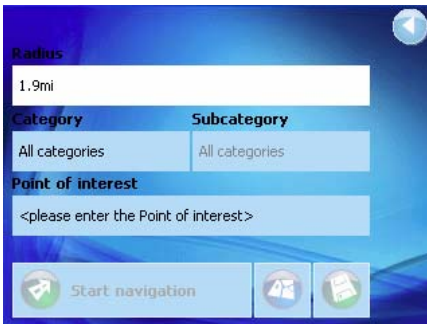 Radius
1.9mi
Category Subcategory
All categories All categories
Point of interest
<please enter the Point of interest>
Start navigation